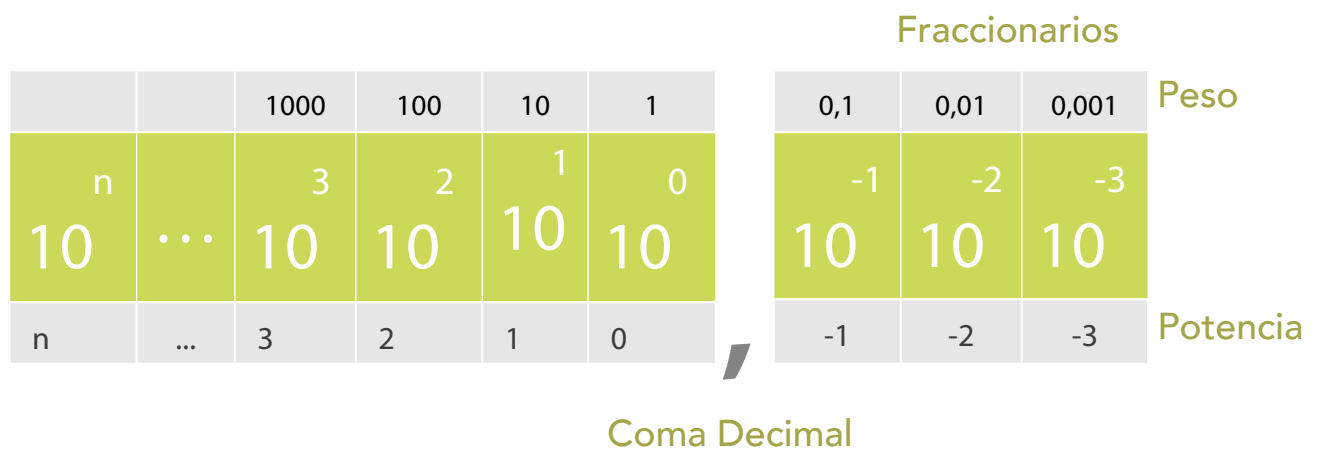 Fraccionarios
1000 100 10 1 0,1 0,01 0,001 Peso
n 3 2 1 0 -1 -2 -3
10 ... 10 10 10 10 10 10 10
n ... 3 2 1 0 , -1 -2 -3 Potencia
Coma Decimal